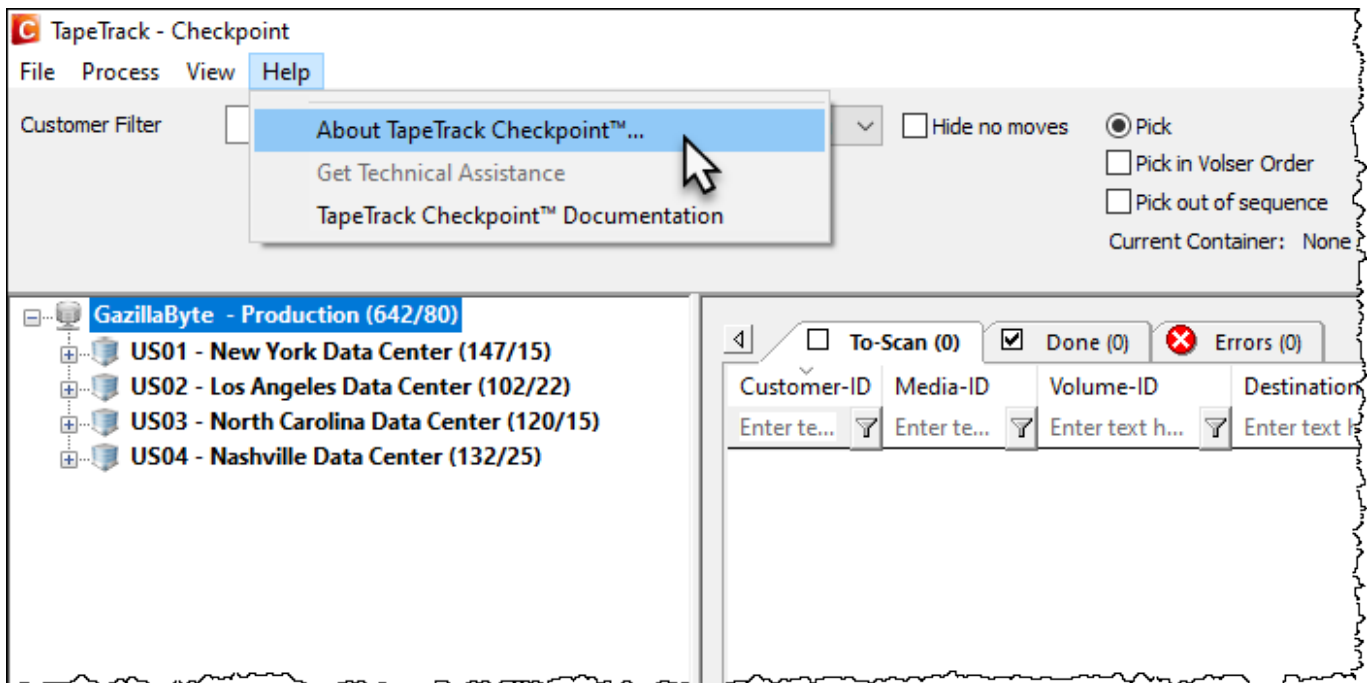 C TapeTrack - Checkpoint
File Process View Help
Customer Filter
About TapeTrack Checkpoint™...
Get Technical Assistance
TapeTrack Checkpoint™ Documentation
Hide no moves
Pick
Pick in Volser Order
Pick out of sequence
Current Container: None
GazillaByte - Production (642/80)
US01 - New York Data Center (147/15)
US02 - Los Angeles Data Center (102/22)
US03 - North Carolina Data Center (120/15)
US04 - Nashville Data Center (132/25)
To-Scan (0) Done (0) Errors (0)
Customer-ID Media-ID Volume-ID Destination
Enter te... Enter te... Enter text h... Enter text h